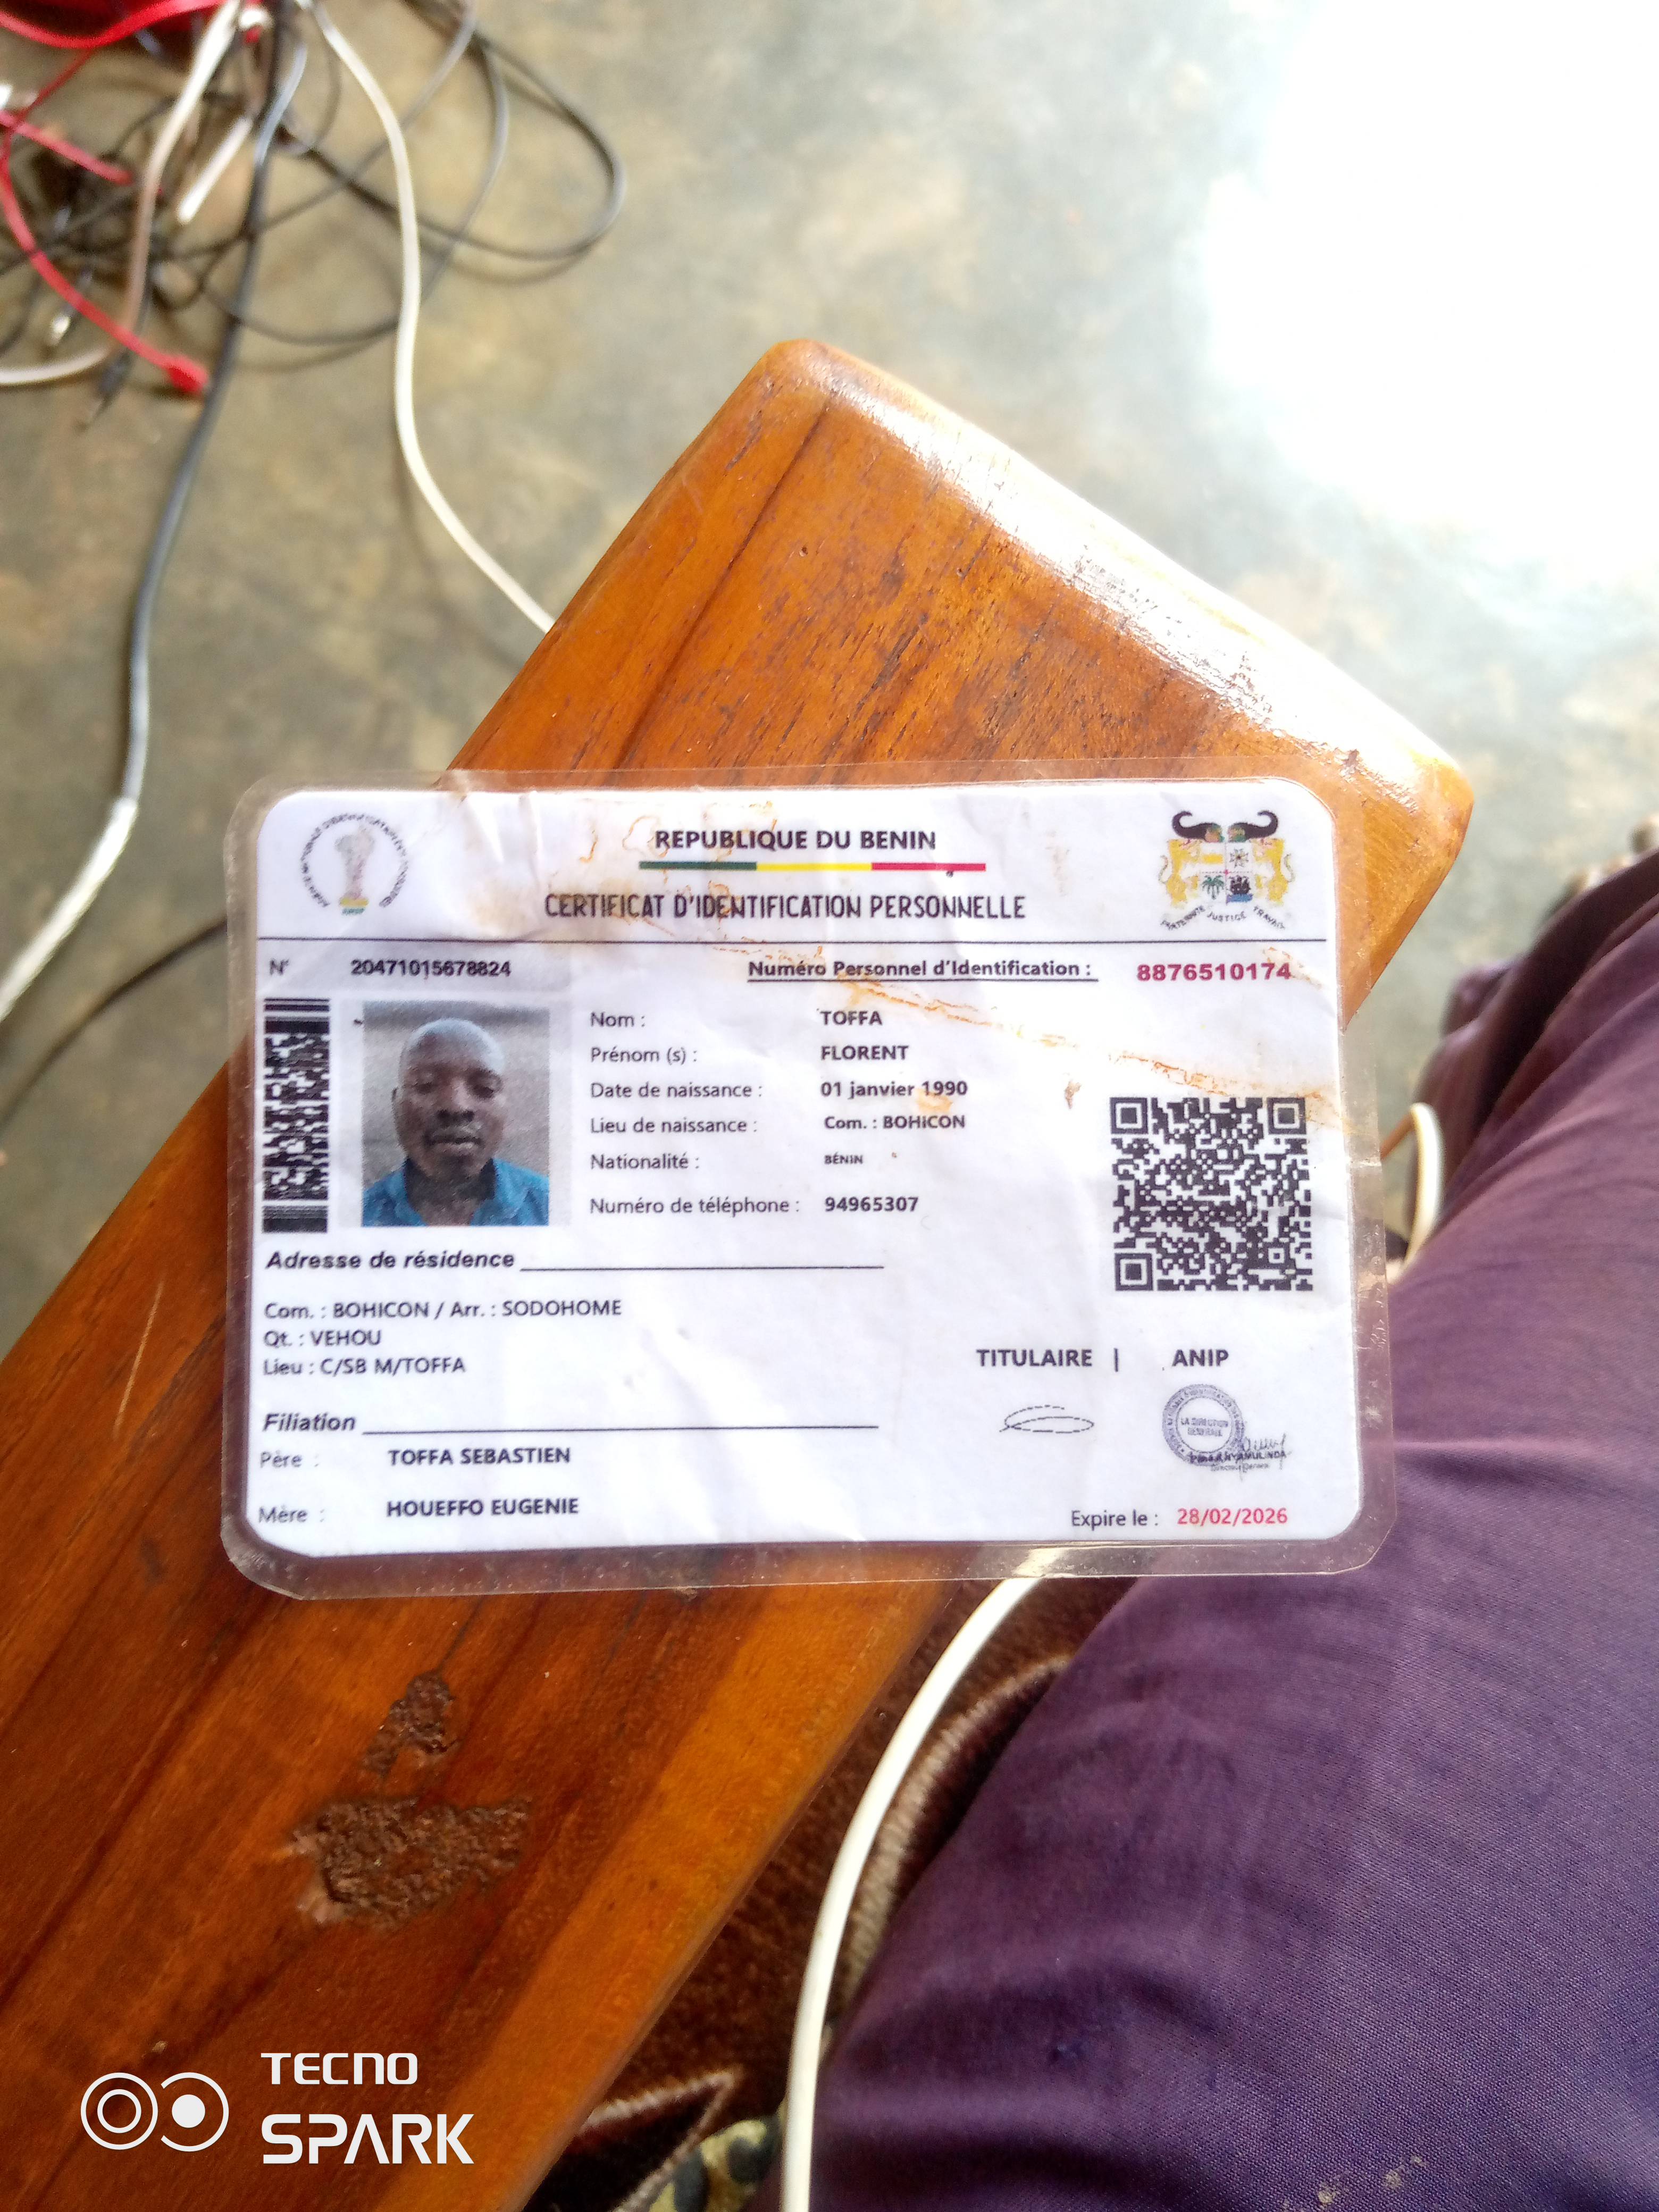 REPUBLIQUE DU BENIN
CERTIFICAT D'IDENTIFICATION PERSONNELLE
FRATERNITE JUSTICE TRAVAIL
N° 20471015678824 Numéro Personnel d'Identification : 8876510174
Nom : TOFFA
Prénom (s) : FLORENT
Date de naissance : 01 janvier 1990
Lieu de naissance : Com. : BOHICON
Nationalité : BÉNIN
Numéro de téléphone : 94965307
Adresse de résidence
Com. : BOHICON / Arr. : SODOHOME
Qt. : VEHOU
Lieu : C/SB M/TOFFA
TITULAIRE | ANIP
LA DIRECTION
GENERALE
Filiation
Père : TOFFA SEBASTIEN
Mère : HOUEFFO EUGENIE
Expire le : 28/02/2026
TECNO
SPARK